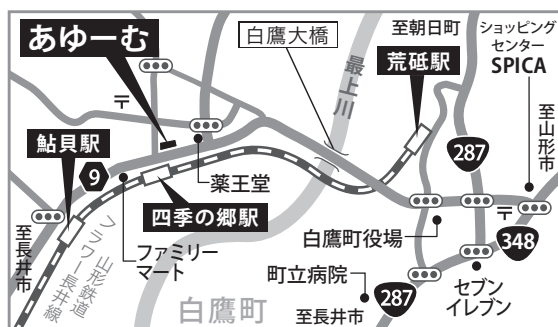 あゆーむ
白鷹大橋
至朝日町
ショッピング
センター
SPICA
荒砥駅
最上川
〒
鮎貝駅
9
薬王堂
287
至山形市
四季の郷駅
ファミリー
マート
至長井市
山形鉄道
フラワー長井線
白鷹町役場
〒
348
町立病院
セブン
イレブン
287
至長井市
白鷹町